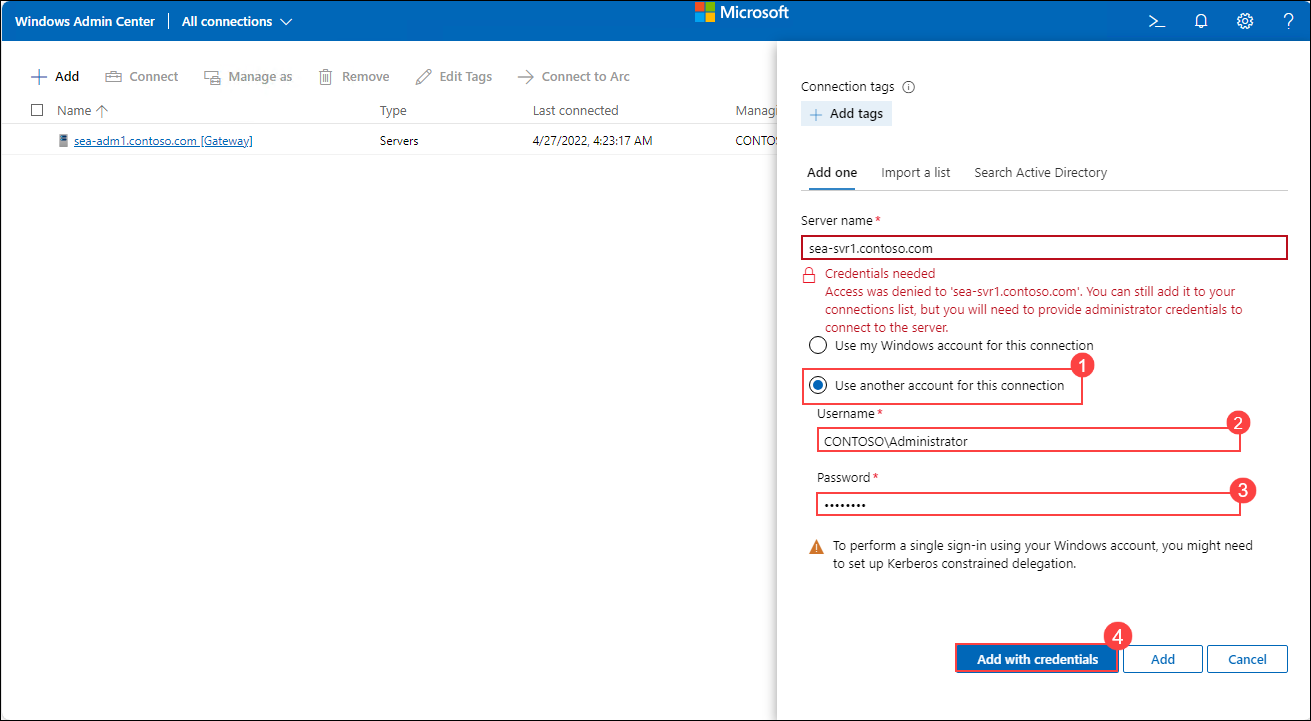 Windows Admin Center
All connections
Microsoft
Add
Connect
Manage as
Remove
Edit Tags
Connect to Arc
Name
Type
Last connected
Managi
sea-adm1.contoso.com [Gateway]
Servers
4/27/2022, 4:23:17 AM
CONTOS
Connection tags
Add tags
Add one
Import a list
Search Active Directory
Server name*
sea-svr1.contoso.com
Credentials needed
Access was denied to 'sea-svr1.contoso.com'. You can still add it to your
connections list, but you will need to provide administrator credentials to
connect to the server.
Use my Windows account for this connection
1
Use another account for this connection
Username*
2
CONTOSO\Administrator
Password*
3
••••••••
To perform a single sign-in using your Windows account, you might need
to set up Kerberos constrained delegation.
4
Add with credentials
Add
Cancel